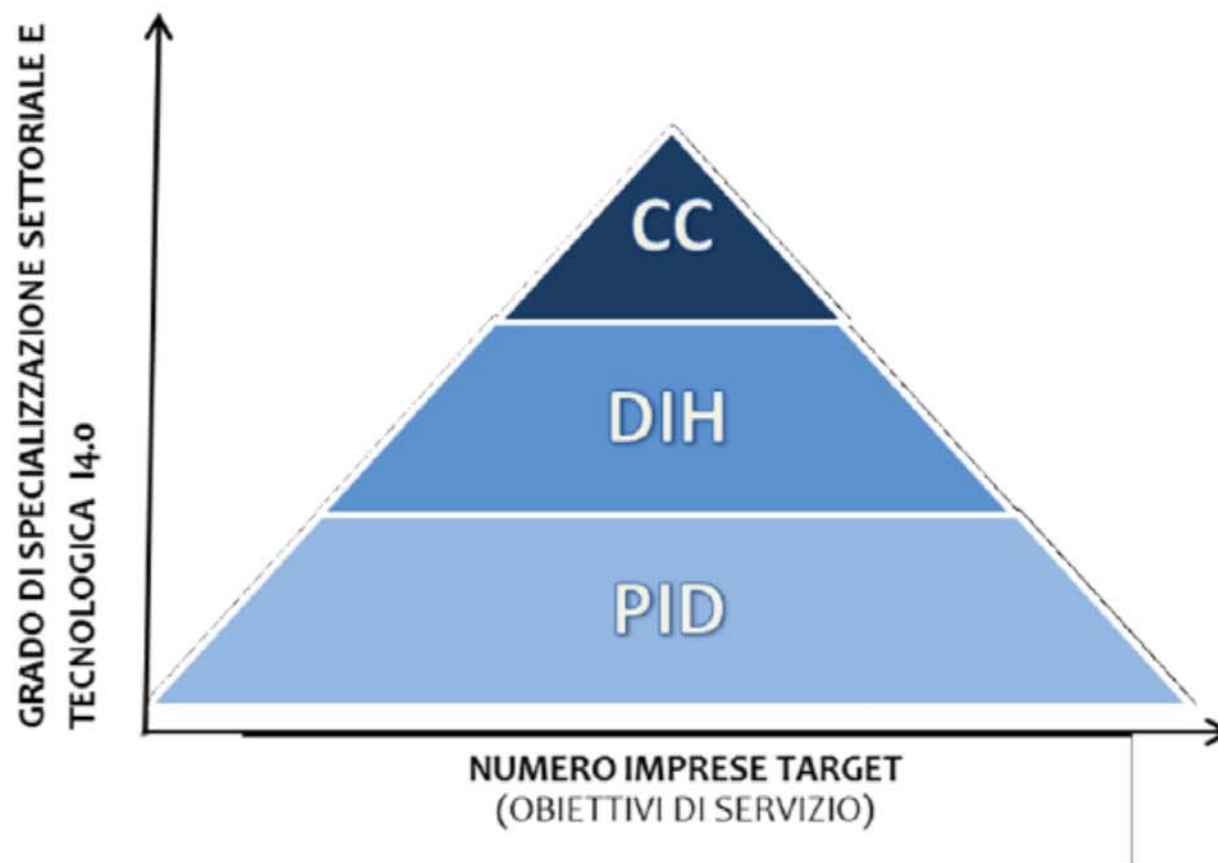 GRADO DI SPECIALIZZAZIONE SETTORIALE E
TECNOLOGICA I4.0
CC
DIH
PID
NUMERO IMPRESE TARGET
(OBIETTIVI DI SERVIZIO)